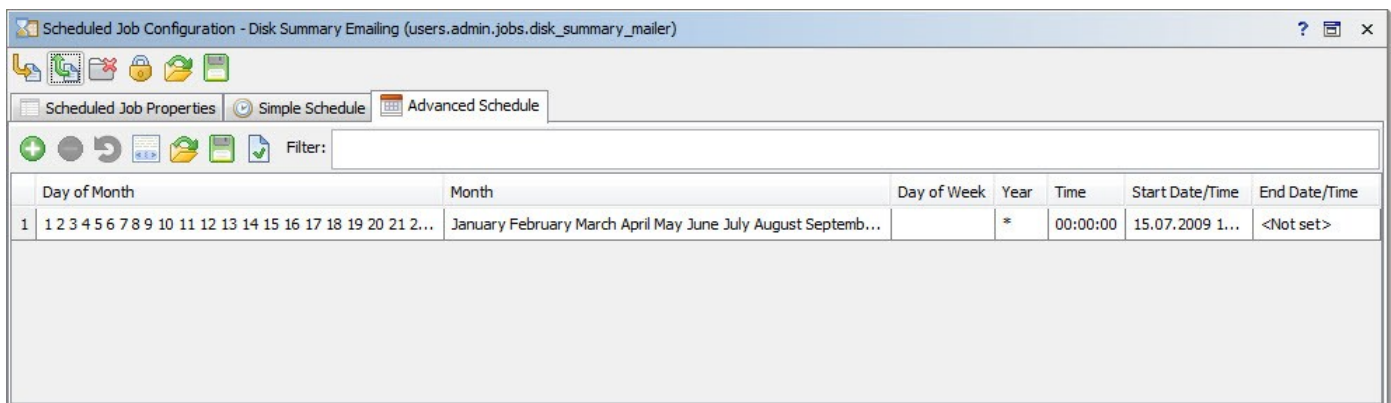 Scheduled Job Configuration - Disk Summary Emailing (users.admin.jobs.disk_summary_mailer)
Scheduled Job Properties Simple Schedule Advanced Schedule
Filter:
Day of Month Month Day of Week Year Time Start Date/Time End Date/Time
1 1 2 3 4 5 6 7 8 9 10 11 12 13 14 15 16 17 18 19 20 21 2... January February March April May June July August Septemb... * 00:00:00 15.07.2009 1... <Not set>